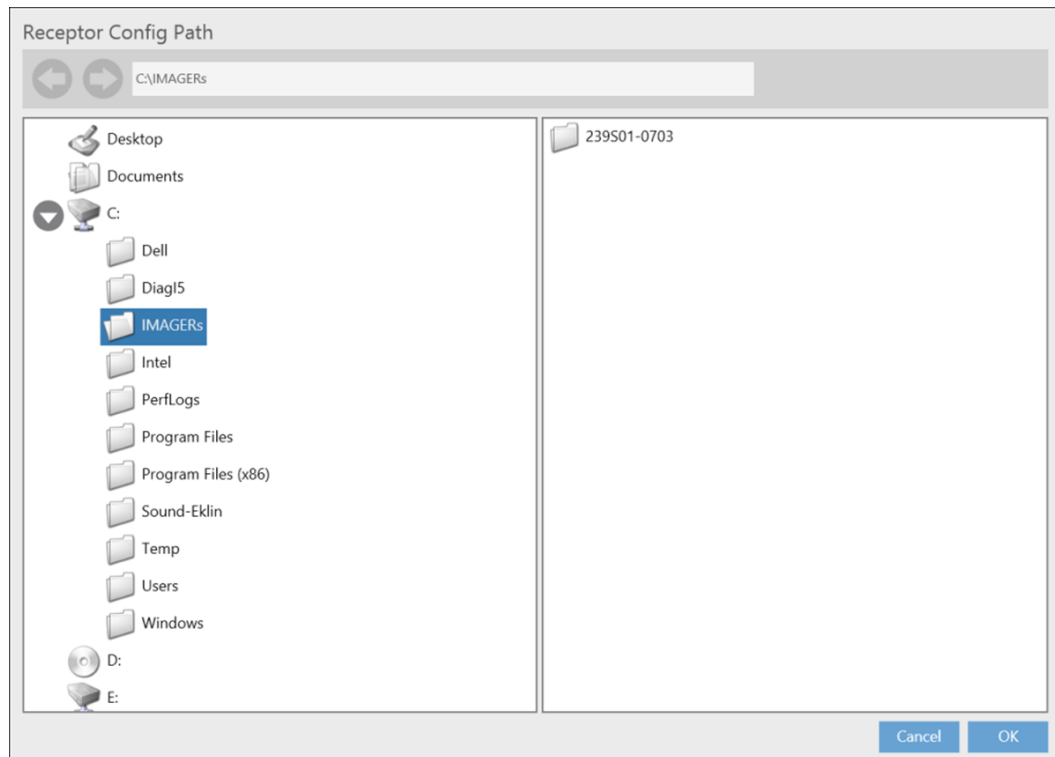 Receptor Config Path
C:\IMAGERs
Desktop
Documents
C:
Dell
DiagI5
IMAGERs
Intel
PerfLogs
Program Files
Program Files (x86)
Sound-Eklin
Temp
Users
Windows
D:
E:
239S01-0703
Cancel
OK